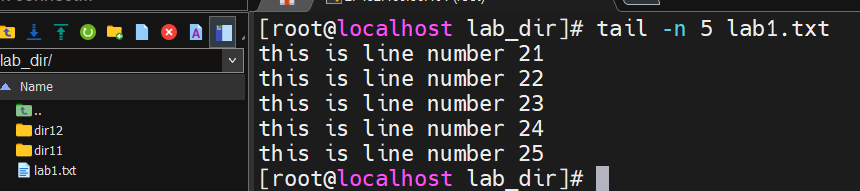 lab_dir/
Name
..
dir12
dir11
lab1.txt
[root@localhost lab_dir]# tail -n 5 lab1.txt
this is line number 21
this is line number 22
this is line number 23
this is line number 24
this is line number 25
[root@localhost lab_dir]#